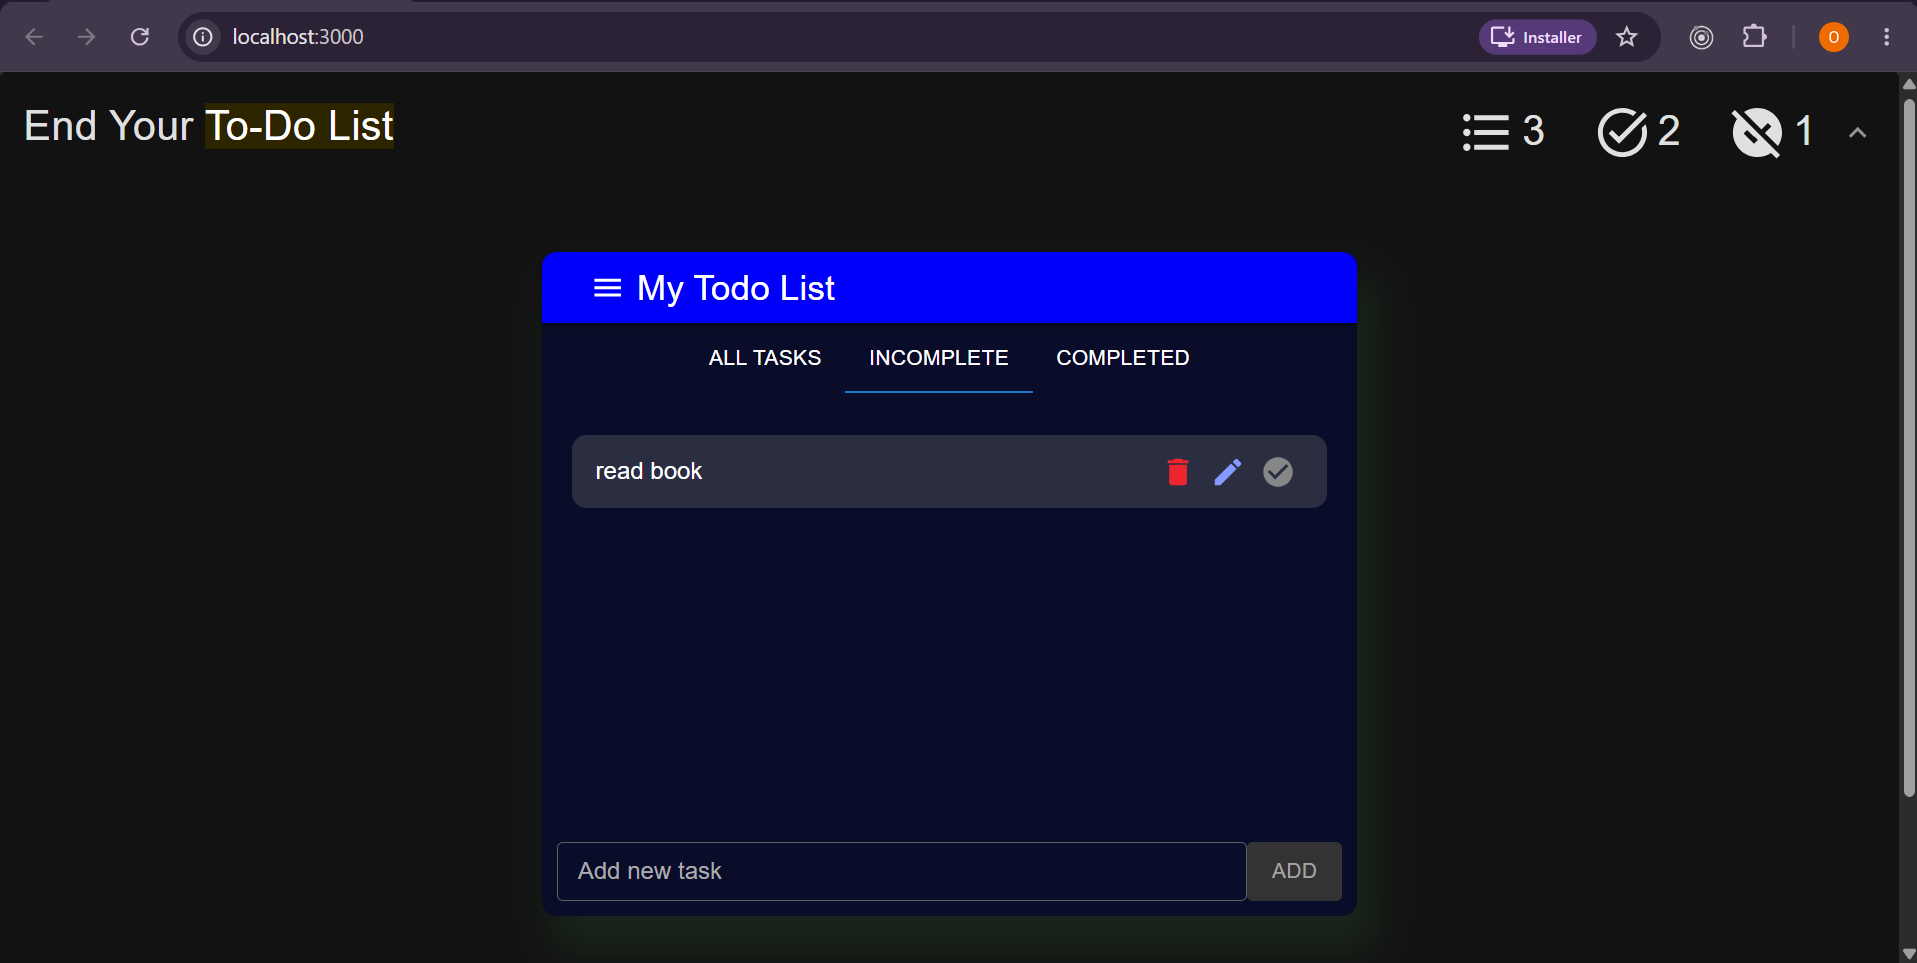 localhost:3000
Installer
O
End Your To-Do List
3
2
1
My Todo List
ALL TASKS
INCOMPLETE
COMPLETED
read book
Add new task
ADD